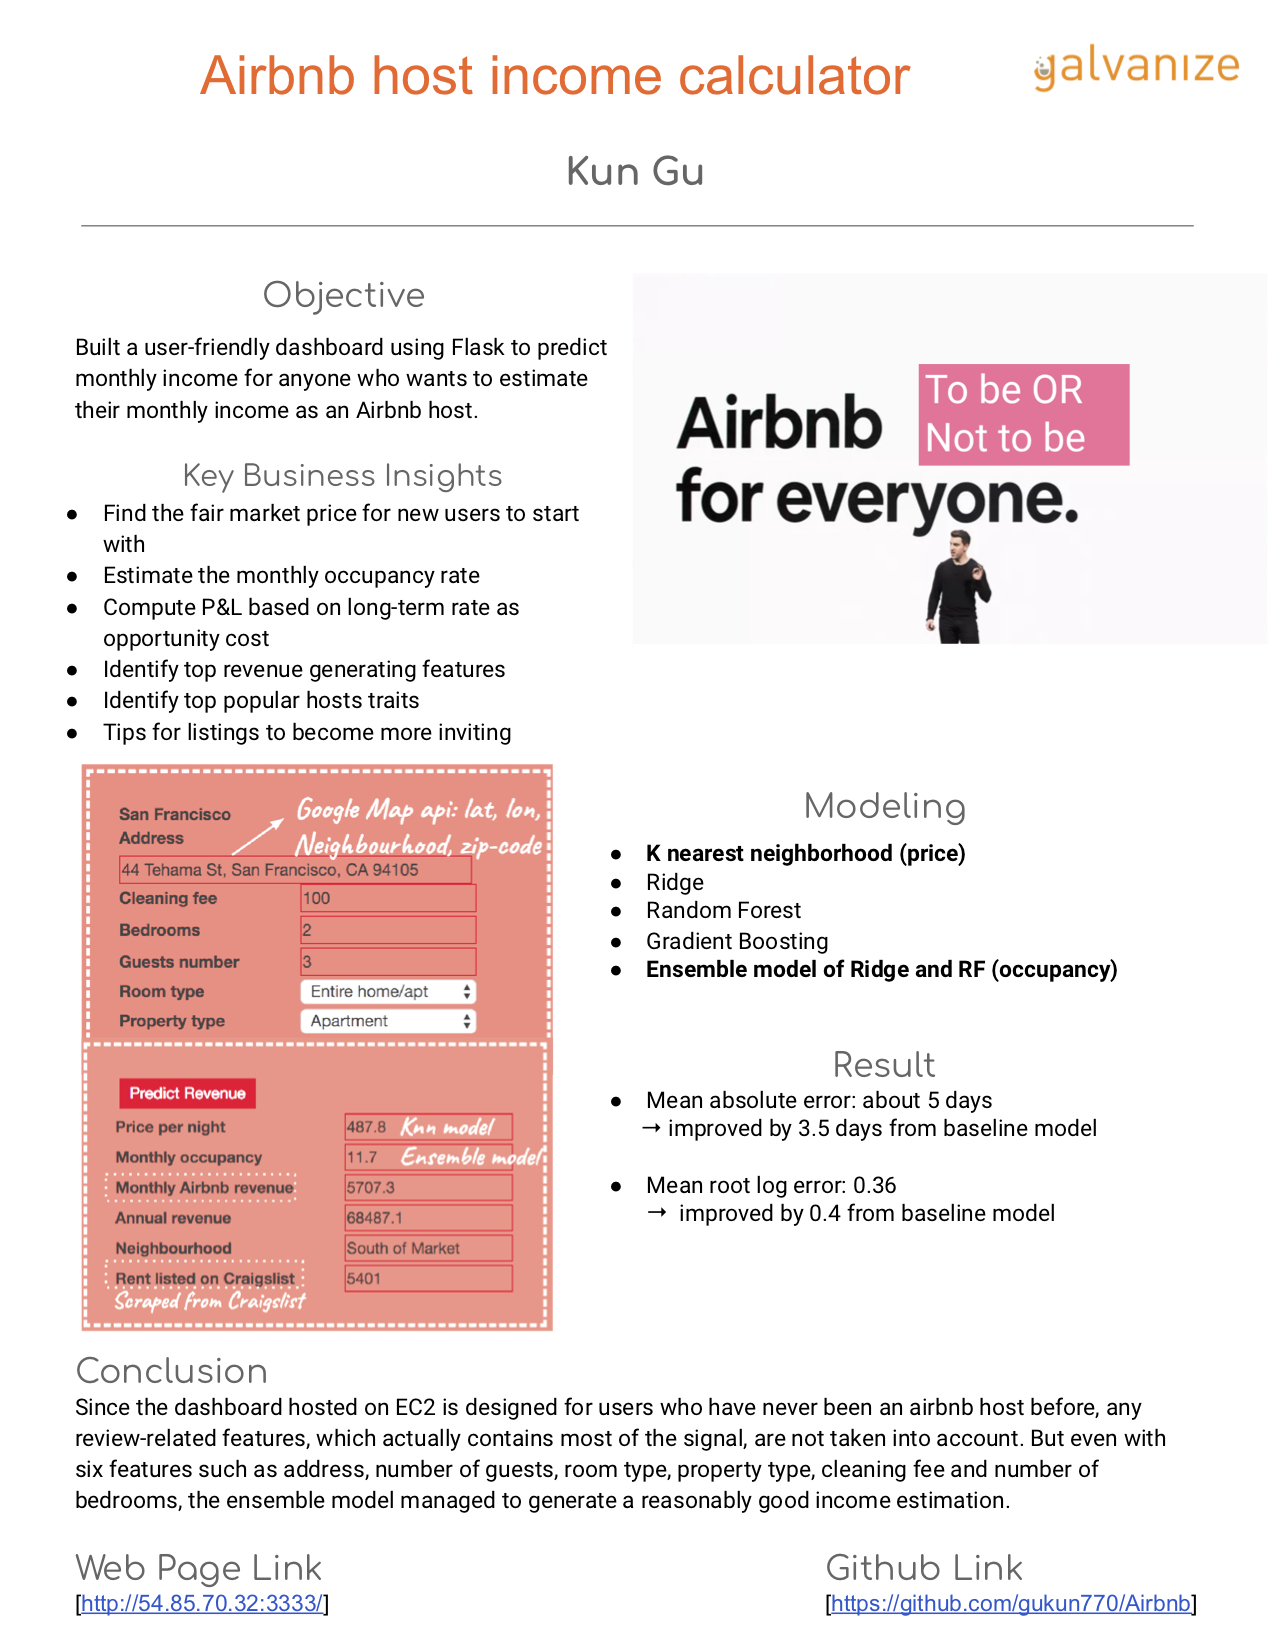 Airbnb host income calculator
galvanize
Kun Gu
Objective
Built a user-friendly dashboard using Flask to predict
monthly income for anyone who wants to estimate
their monthly income as an Airbnb host.
Key Business Insights
● Find the fair market price for new users to start
with
● Estimate the monthly occupancy rate
● Compute P&L based on long-term rate as
opportunity cost
● Identify top revenue generating features
● Identify top popular hosts traits
● Tips for listings to become more inviting
Airbnb
To be OR
Not to be
for everyone.
San Francisco
Address
Google Map api: lat, lon,
Neighbourhood, zip-code
44 Tehama St, San Francisco, CA 94105
Cleaning fee 100
Bedrooms 2
Guests number 3
Room type Entire home/apt
Property type Apartment
Predict Revenue
Price per night 487.8 Knn model
Monthly occupancy 11.7 Ensemble model
Monthly Airbnb revenue 5707.3
Annual revenue 68487.1
Neighbourhood South of Market
Rent listed on Craigslist 5401
Scraped from Craigslist
Modeling
● K nearest neighborhood (price)
● Ridge
● Random Forest
● Gradient Boosting
● Ensemble model of Ridge and RF (occupancy)
Result
● Mean absolute error: about 5 days
→ improved by 3.5 days from baseline model
● Mean root log error: 0.36
→ improved by 0.4 from baseline model
Conclusion
Since the dashboard hosted on EC2 is designed for users who have never been an airbnb host before, any
review-related features, which actually contains most of the signal, are not taken into account. But even with
six features such as address, number of guests, room type, property type, cleaning fee and number of
bedrooms, the ensemble model managed to generate a reasonably good income estimation.
Web Page Link
[http://54.85.70.32:3333/]
Github Link
[https://github.com/gukun770/Airbnb]